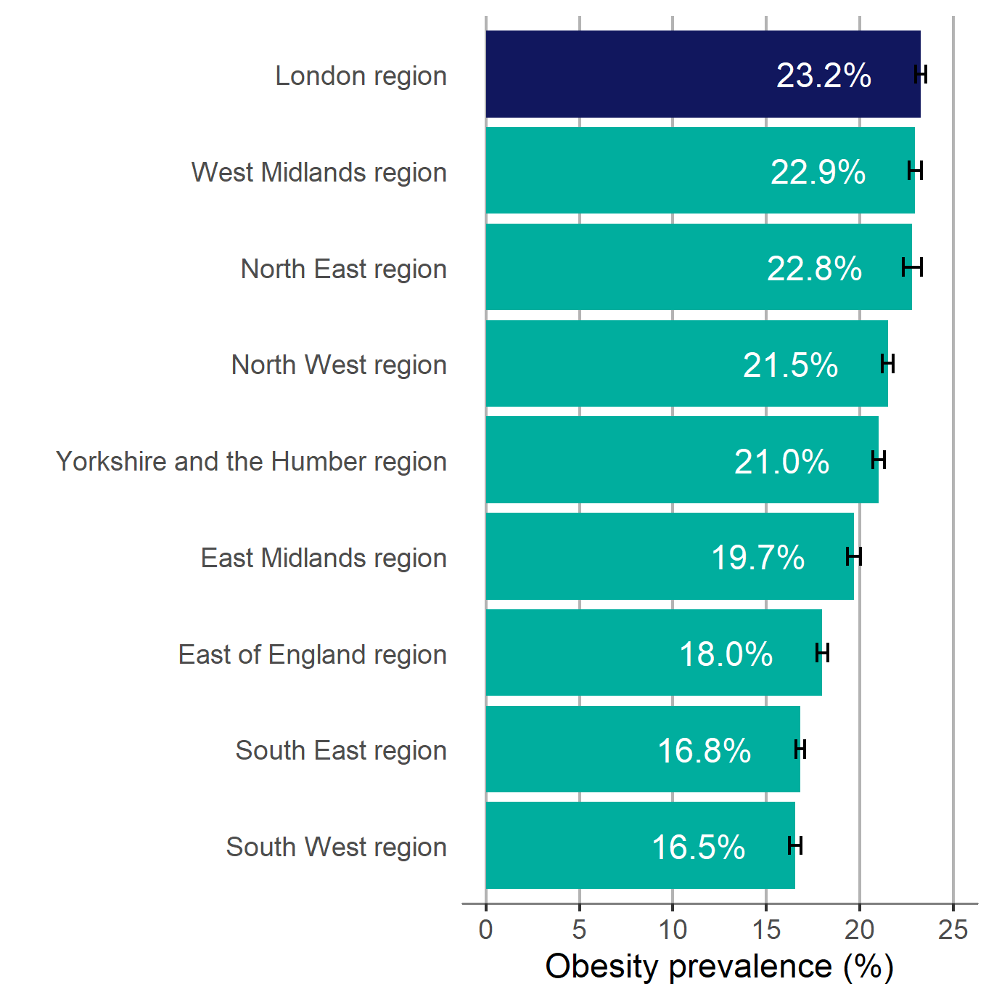 London region 23.2%
West Midlands region 22.9%
North East region 22.8%
North West region 21.5%
Yorkshire and the Humber region 21.0%
East Midlands region 19.7%
East of England region 18.0%
South East region 16.8%
South West region 16.5%
0 5 10 15 20 25
Obesity prevalence (%)